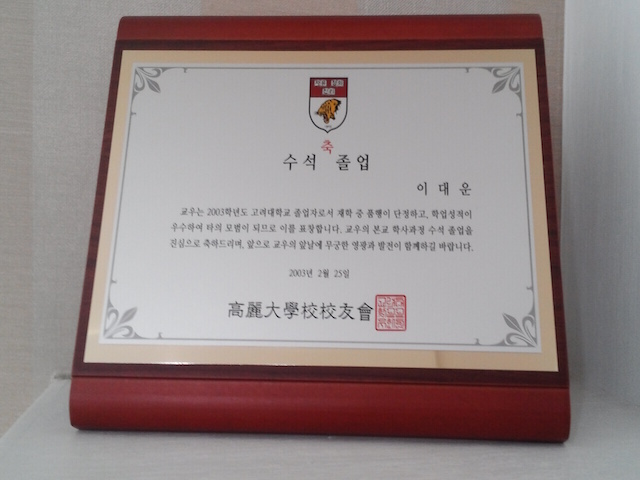 축
수석 졸업
이대운
교우는 2003학년도 고려대학교 졸업자로서 재학 중 품행이 단정하고, 학업성적이
우수하여 타의 모범이 되므로 이를 표창합니다. 교우의 본교 학사과정 수석 졸업을
진심으로 축하드리며, 앞으로 교우의 앞날에 무궁한 영광과 발전이 함께하길 바랍니다.
2003년 2월 25일
高麗大學校校友會